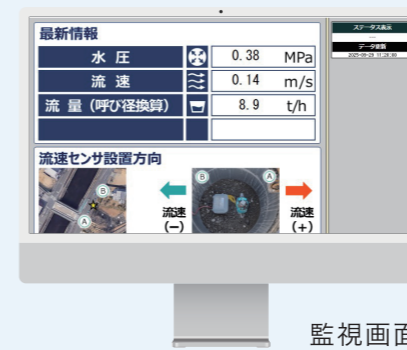 最新情報
水 圧 0.38 MPa
流 速 0.14 m/s
流 量（呼び径換算） 8.9 t/h
流速センサ設置方向
B
A
流速
（−）
B
A
流速
（+）
ステータス表示
データ更新
監視画面